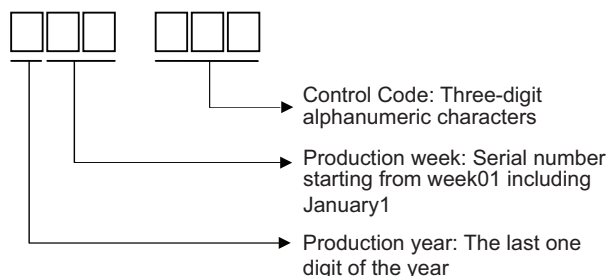 Control Code: Three-digit
alphanumeric characters
Production week: Serial number
starting from week01 including
January1
Production year: The last one
digit of the year